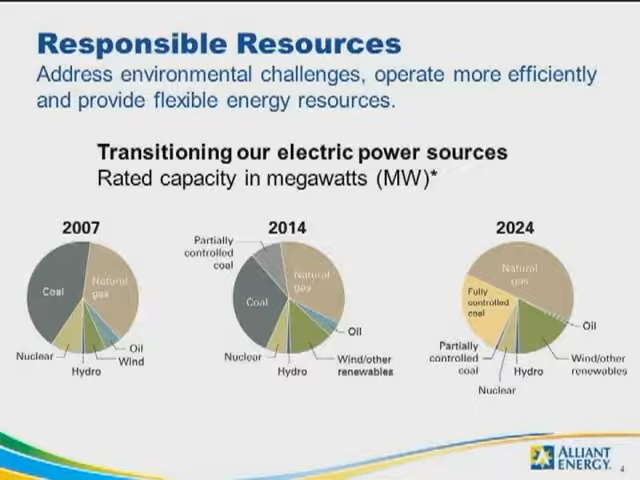 Responsible Resources
Address environmental challenges, operate more efficiently
and provide flexible energy resources.
Transitioning our electric power sources
Rated capacity in megawatts (MW)*
2007
Coal
Natural
gas
Nuclear
Hydro
Wind
Oil
2014
Partially
controlled
coal
Natural
gas
Coal
Oil
Nuclear
Hydro
Wind/other
renewables
2024
Natural
gas
Fully
controlled
coal
Oil
Partially
controlled
coal
Nuclear
Hydro
Wind/other
renewables
ALLIANT
ENERGY.
4